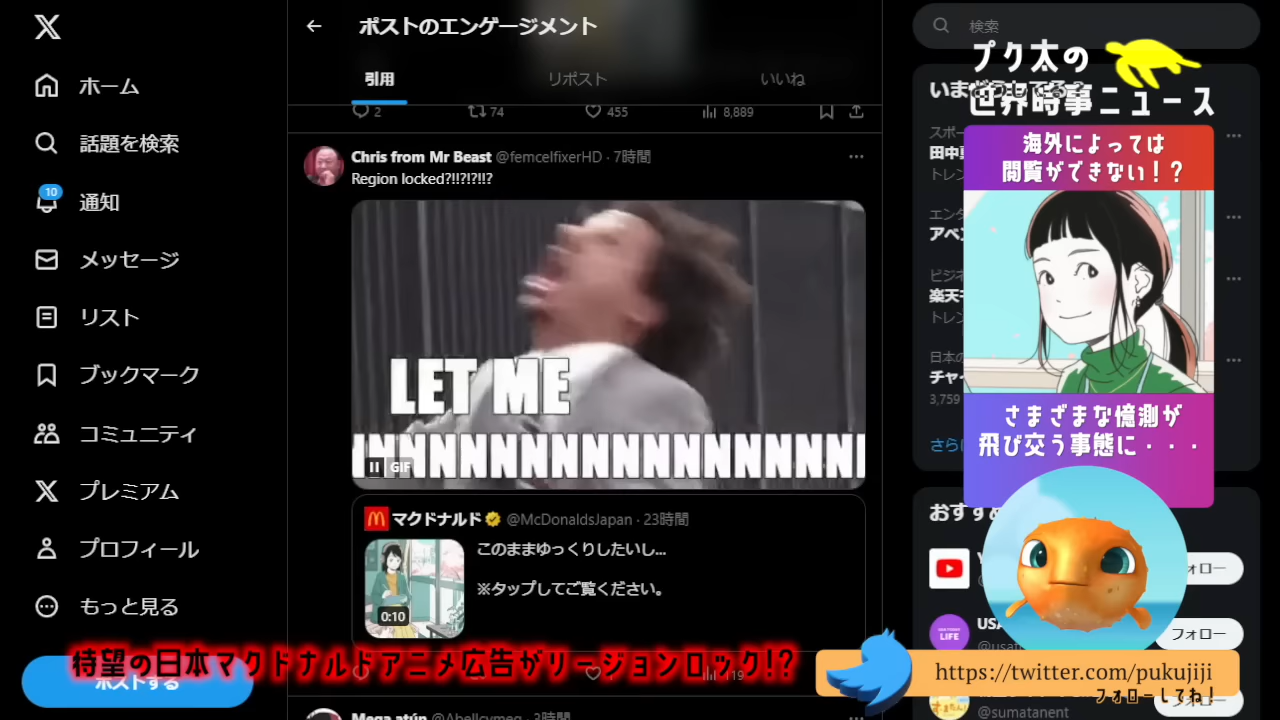 ホーム
話題を検索
10
通知
メッセージ
リスト
ブックマーク
コミュニティ
プレミアム
プロフィール
もっと見る
ポストする
ポストのエンゲージメント
引用
リポスト
いいね
2
74
455
8,889
Chris from Mr Beast @femcelfixerHD · 7時間
Region locked?!!?!?!!?
LET ME
INNNNNNNNNNNNNNNN
GIF
マクドナルド @McDonaldsJapan · 23時間
このままゆっくりしたいし...
※タップしてご覧ください。
0:10
119
Mega atún @Abellcymeg · 3時間
待望の日本マクドナルドアニメ広告がリージョンロック!?
検索
プク太の
世界時事ニュース
海外によっては
閲覧ができない!?
さまざまな憶測が
飛び交う事態に・・・
3,759
LIFE
フォロー
https://twitter.com/pukujiji
フォローしてね!
@sumatanent